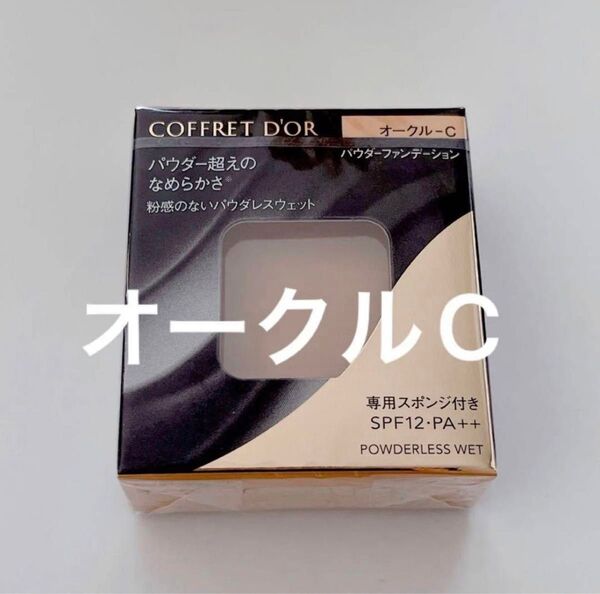 COFFRET D'OR
オークル-C
パウダーファンデーション
パウダー超えの
なめらかさ※
粉感のないパウダレスウェット
オークルC
専用スポンジ付き
SPF12・PA++
POWDERLESS WET